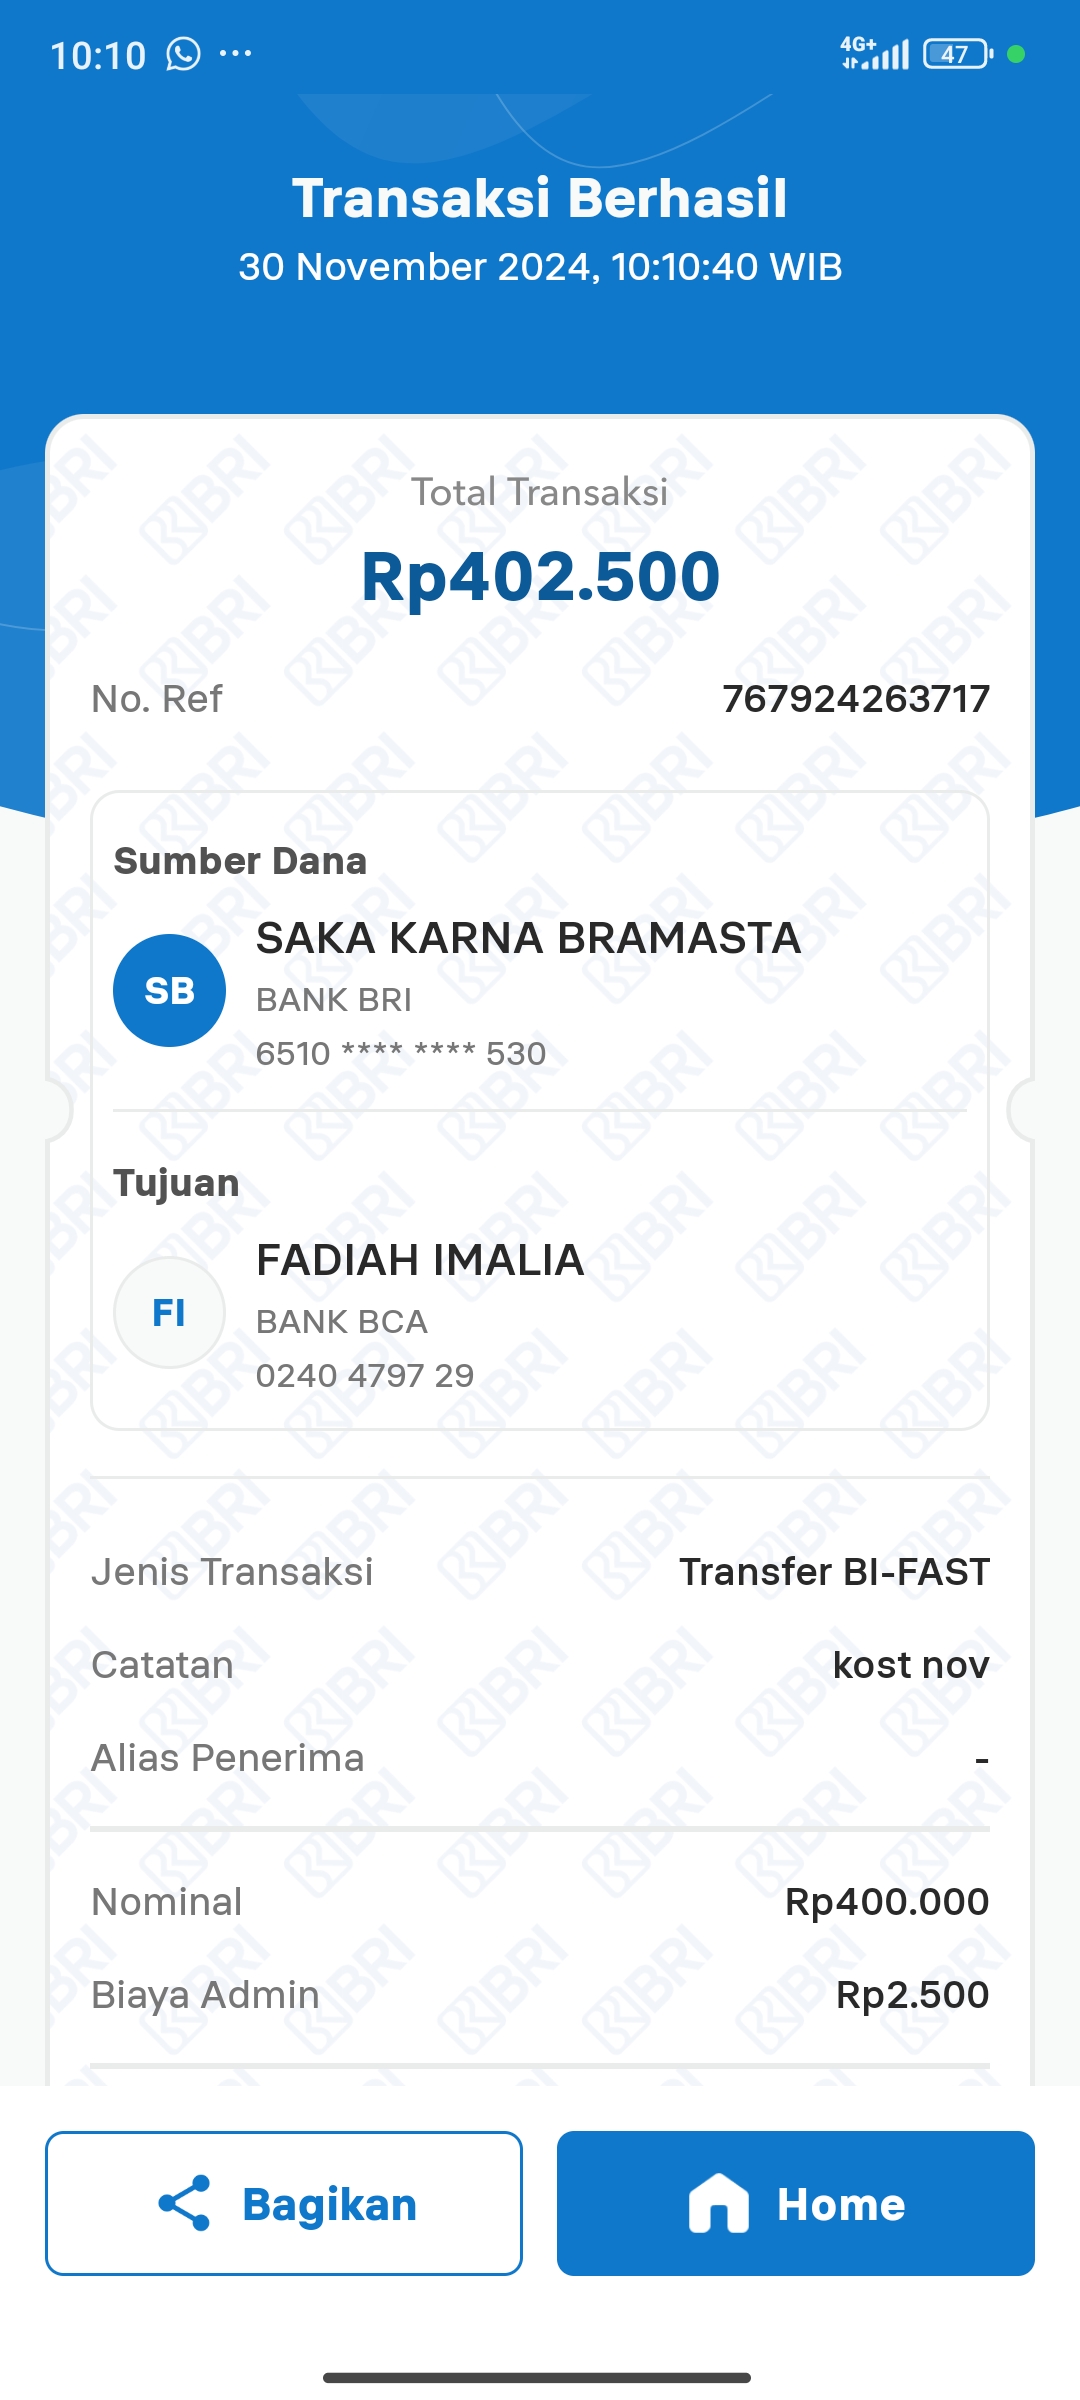 10:10 ...
4G+ 47
Transaksi Berhasil
30 November 2024, 10:10:40 WIB
Total Transaksi
Rp402.500
No. Ref 767924263717
Sumber Dana
SB
SAKA KARNA BRAMASTA
BANK BRI
6510 **** **** 530
Tujuan
FI
FADIAH IMALIA
BANK BCA
0240 4797 29
Jenis Transaksi Transfer BI-FAST
Catatan kost nov
Alias Penerima -
Nominal Rp400.000
Biaya Admin Rp2.500
Bagikan Home
BRI